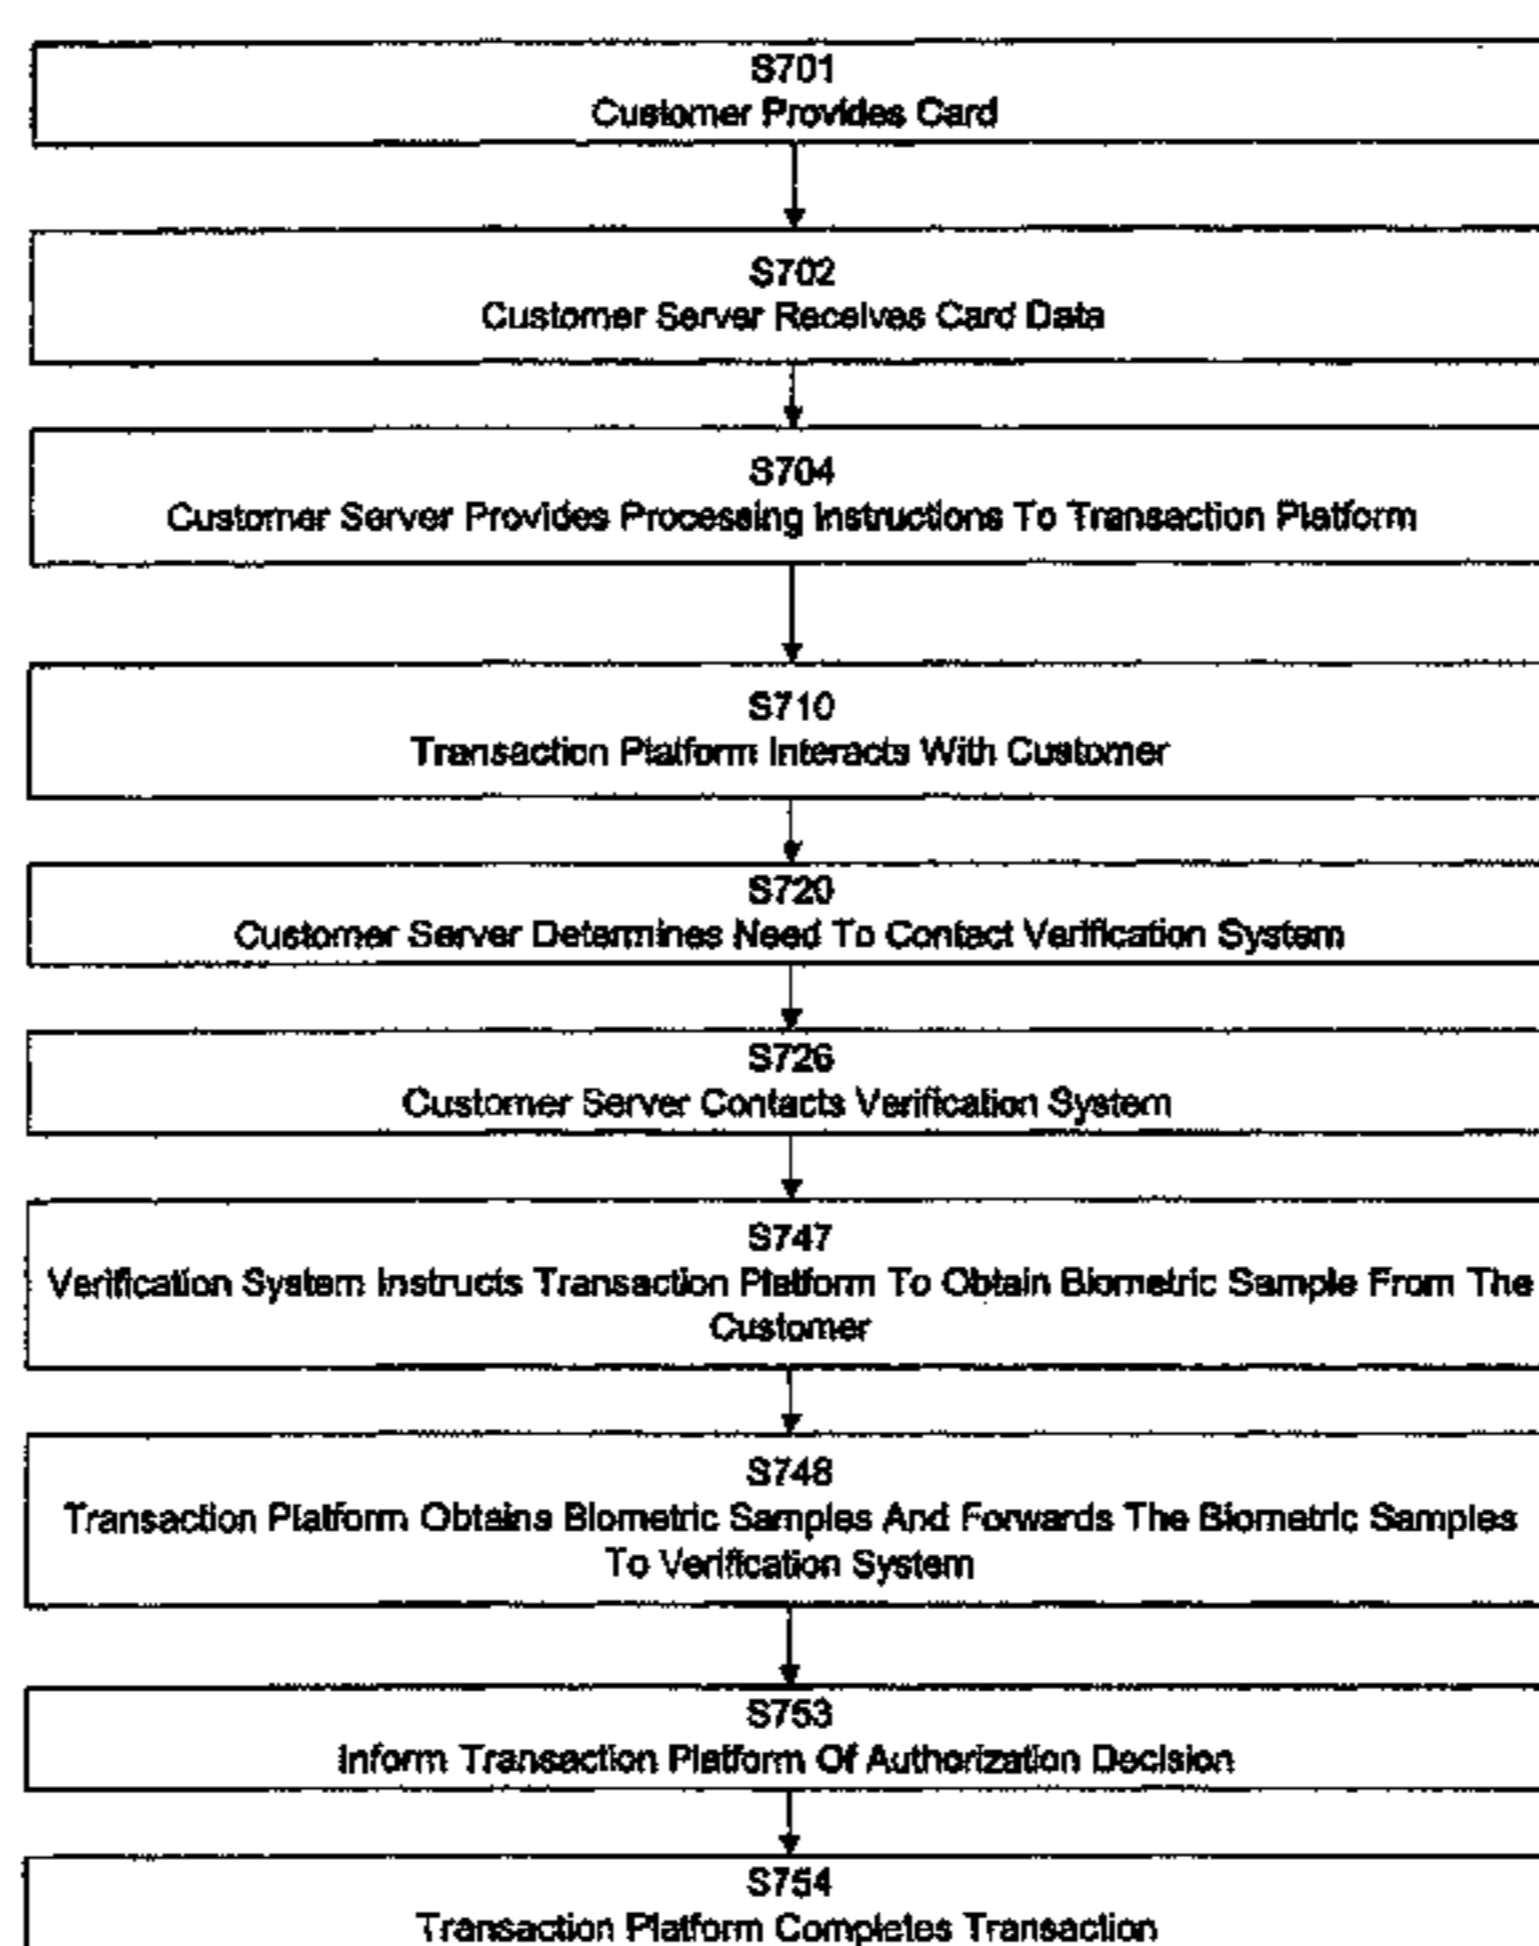 S701
Customer Provides Card
S702
Customer Server Receives Card Data
S704
Customer Server Provides Processing Instructions To Transaction Platform
S710
Transaction Platform Interacts With Customer
S720
Customer Server Determines Need To Contact Verification System
S726
Customer Server Contacts Verification System
S747
Verification System Instructs Transaction Platform To Obtain Biometric Sample From The
Customer
S748
Transaction Platform Obtains Biometric Samples And Forwards The Biometric Samples
To Verification System
S753
Inform Transaction Platform Of Authorization Decision
S754
Transaction Platform Completes Transaction